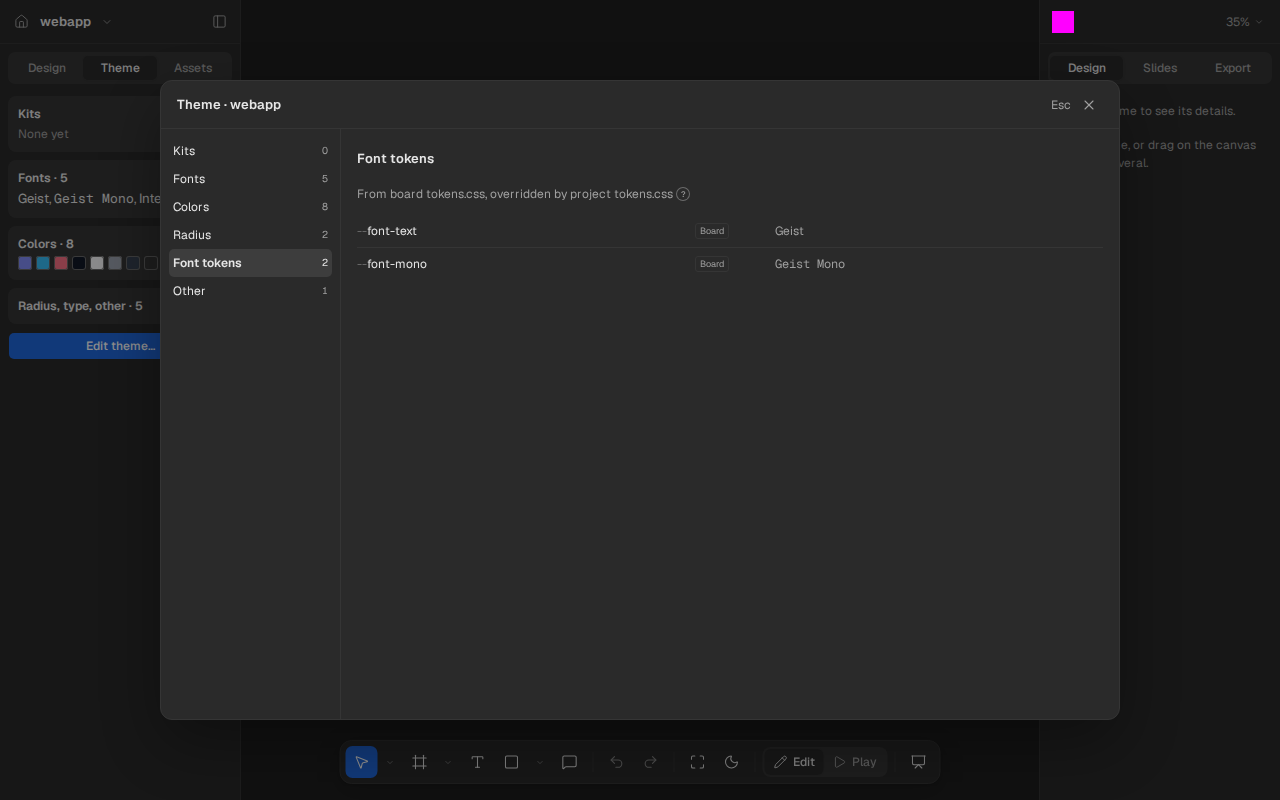 webapp
35%
Design Theme Assets
Design Slides Export
Kits
None yet
Fonts · 5
Geist, Geist Mono, Inte
Colors · 8
Radius, type, other · 5
Edit theme…
Theme · webapp
Esc
Kits 0
Fonts 5
Colors 8
Radius 2
Font tokens 2
Other 1
Font tokens
From board tokens.css, overridden by project tokens.css ?
--font-text Board Geist
--font-mono Board Geist Mono
me to see its details.
e, or drag on the canvas
veral.
Edit Play